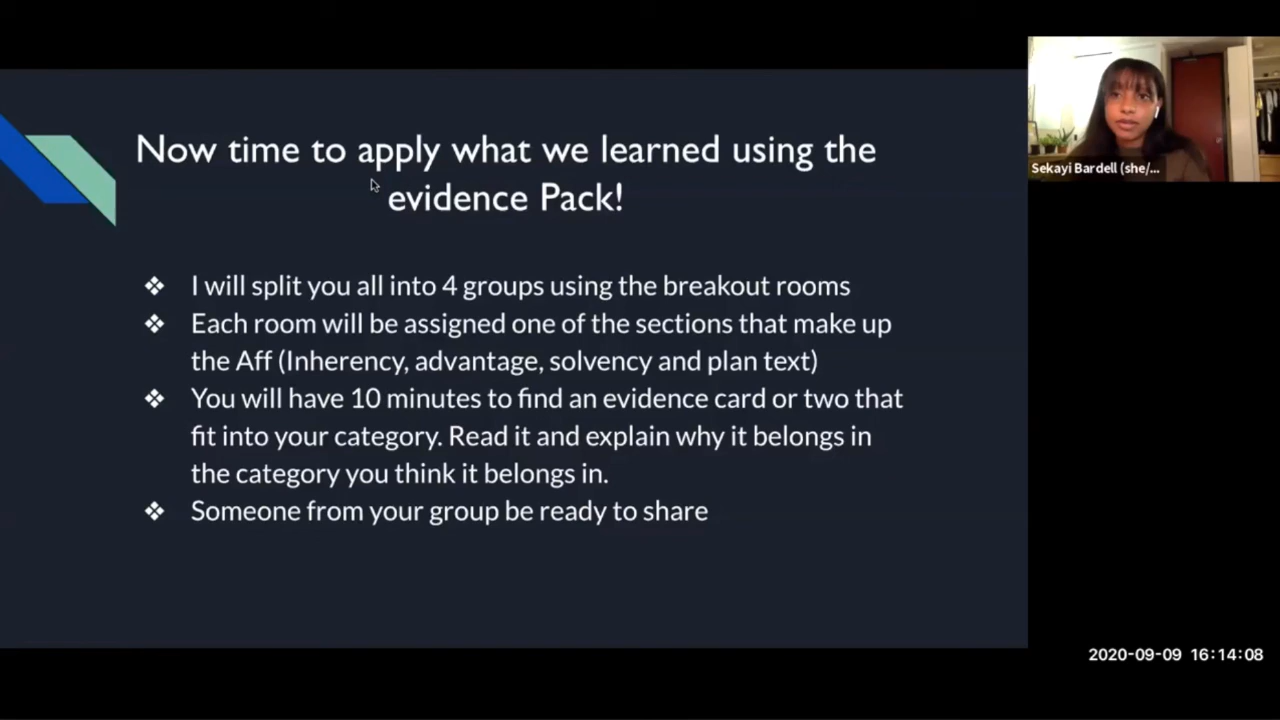 Now time to apply what we learned using the
evidence Pack!
❖ I will split you all into 4 groups using the breakout rooms
❖ Each room will be assigned one of the sections that make up
the Aff (Inherency, advantage, solvency and plan text)
❖ You will have 10 minutes to find an evidence card or two that
fit into your category. Read it and explain why it belongs in
the category you think it belongs in.
❖ Someone from your group be ready to share
Sekayi Bardell (she/...
2020-09-09 16:14:08